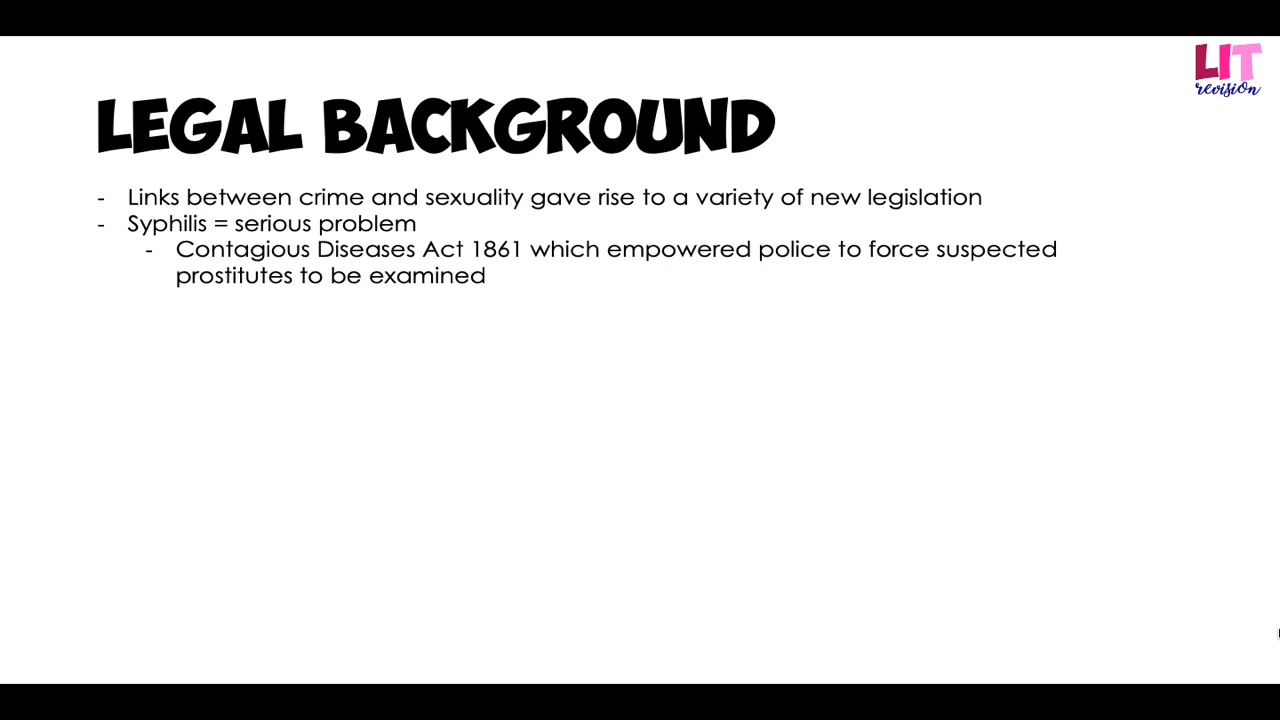 LIT
revision
LEGAL BACKGROUND
- Links between crime and sexuality gave rise to a variety of new legislation
- Syphilis = serious problem
- Contagious Diseases Act 1861 which empowered police to force suspected
prostitutes to be examined